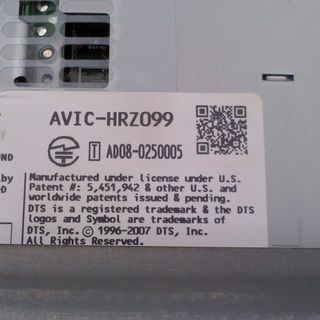 AVIC-HRZ099
T AD08-0250005
Manufactured under license under U.S.
Patent #: 5,451,942 & other U.S. and
worldwide patents issued & pending.
DTS is a registered trademark & the DTS
logos and Symbol are trademarks of
DTS, Inc. © 1996-2007 DTS, Inc.
All Rights Reserved.
UND
by
D